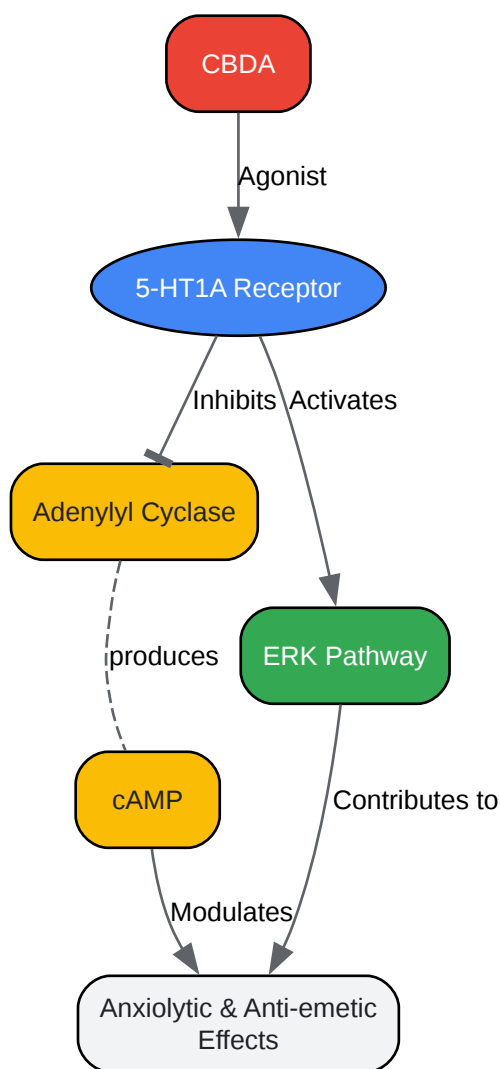 CBDA
Agonist
5-HT1A Receptor
Inhibits
Activates
Adenylyl Cyclase
produces
ERK Pathway
cAMP
Contributes to
Modulates
Anxiolytic & Anti-emetic
Effects